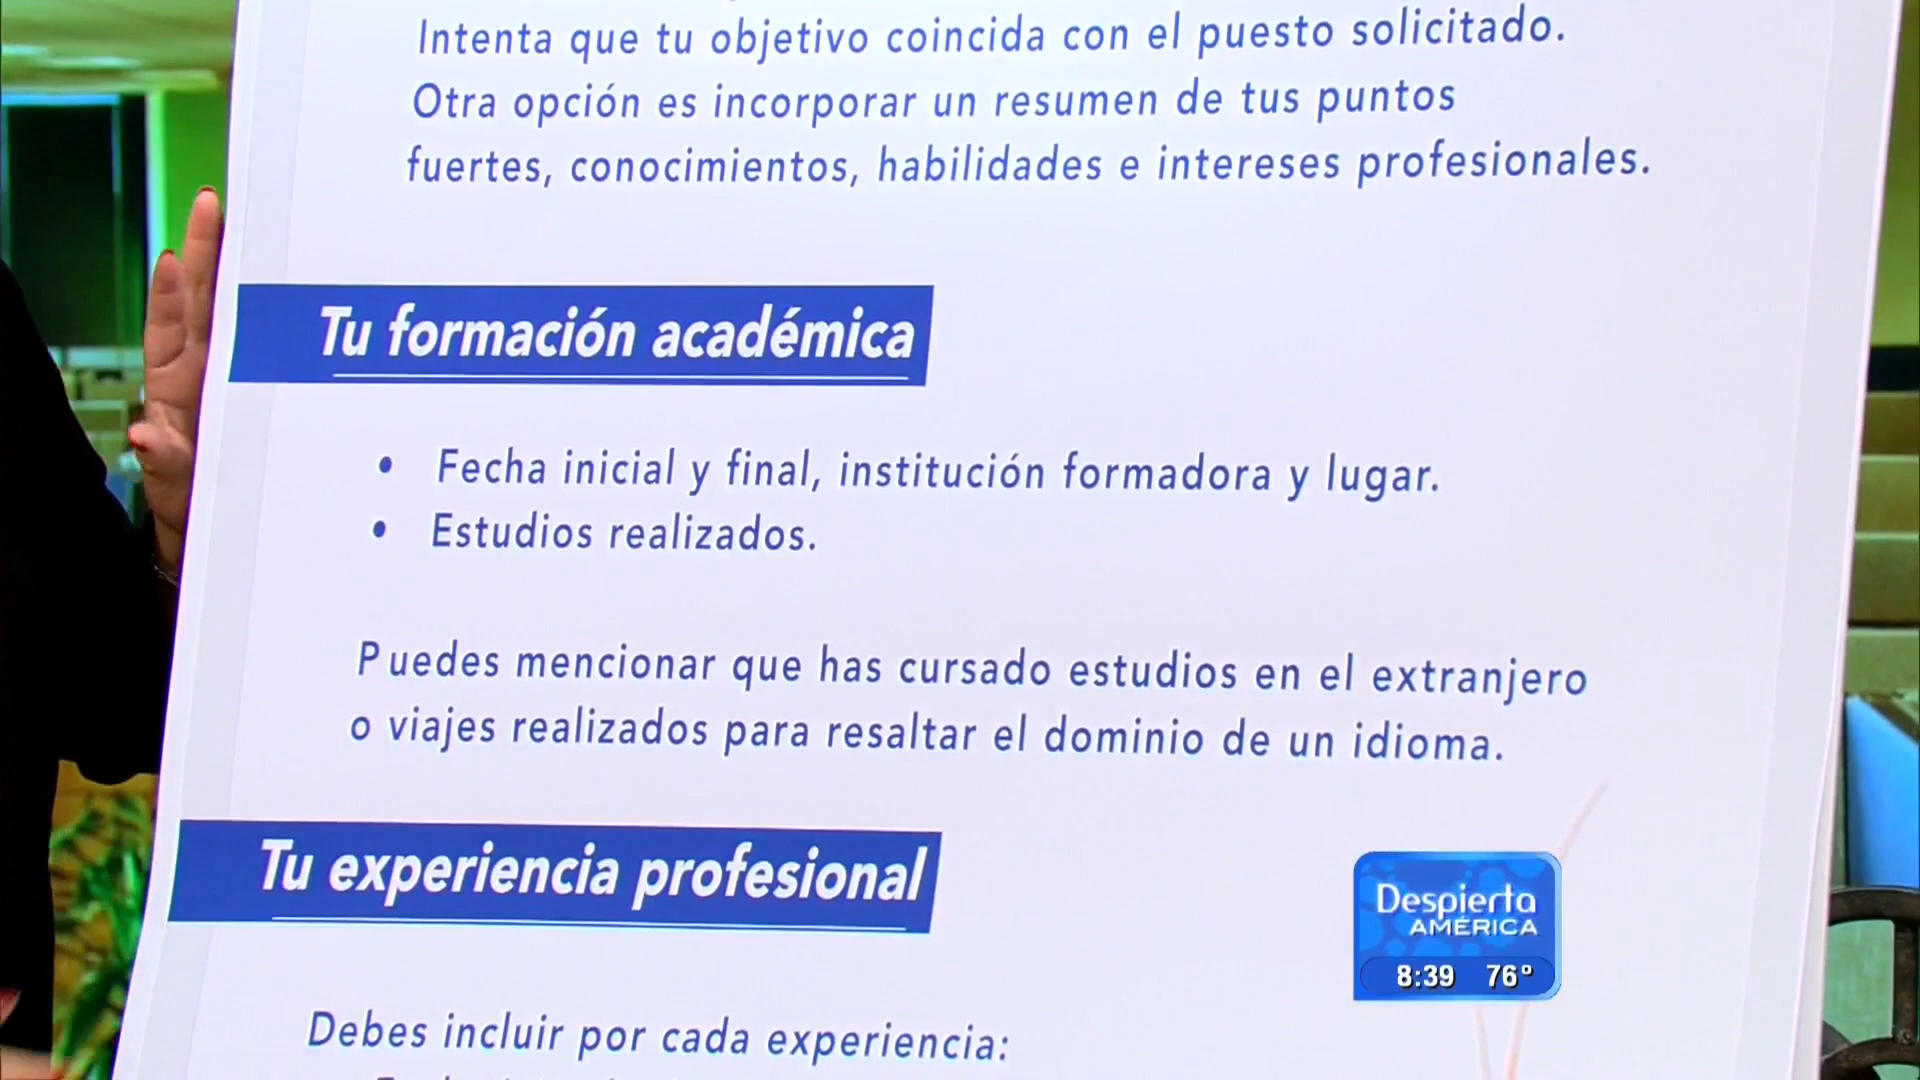 Intenta que tu objetivo coincida con el puesto solicitado.
Otra opción es incorporar un resumen de tus puntos
fuertes, conocimientos, habilidades e intereses profesionales.
Tu formación académica
• Fecha inicial y final, institución formadora y lugar.
• Estudios realizados.
Puedes mencionar que has cursado estudios en el extranjero
o viajes realizados para resaltar el dominio de un idioma.
Tu experiencia profesional
Debes incluir por cada experiencia:
Despierta
AMÉRICA
8:39 76°